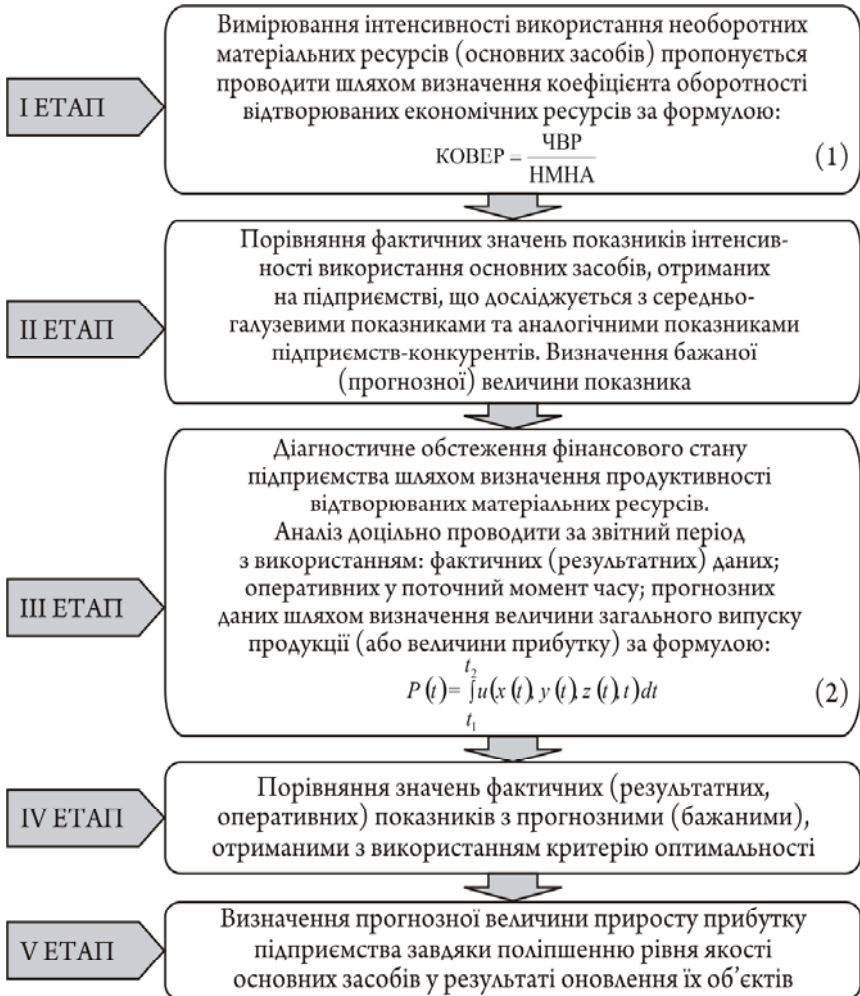 I ЕТАП
Вимірювання інтенсивності використання необоротних
матеріальних ресурсів (основних засобів) пропонується
проводити шляхом визначення коефіцієнта оборотності
відтворюваних економічних ресурсів за формулою:
КОВЕР = ЧВР / НМНА (1)
II ЕТАП
Порівняння фактичних значень показників інтенсив-
ності використання основних засобів, отриманих
на підприємстві, що досліджується з середньо-
галузевими показниками та аналогічними показниками
підприємств-конкурентів. Визначення бажаної
(прогнозної) величини показника
III ЕТАП
Діагностичне обстеження фінансового стану
підприємства шляхом визначення продуктивності
відтворюваних матеріальних ресурсів.
Аналіз доцільно проводити за звітний період
з використанням: фактичних (результатних) даних;
оперативних у поточний момент часу; прогнозних
даних шляхом визначення величини загального випуску
продукції (або величини прибутку) за формулою:
P(t) = ∫_{t₁}^{t₂} u(x(t), y(t), z(t), t)dt (2)
IV ЕТАП
Порівняння значень фактичних (результатних,
оперативних) показників з прогнозними (бажаними),
отриманими з використанням критерію оптимальності
V ЕТАП
Визначення прогнозної величини приросту прибутку
підприємства завдяки поліпшенню рівня якості
основних засобів у результаті оновлення їх об’єктів